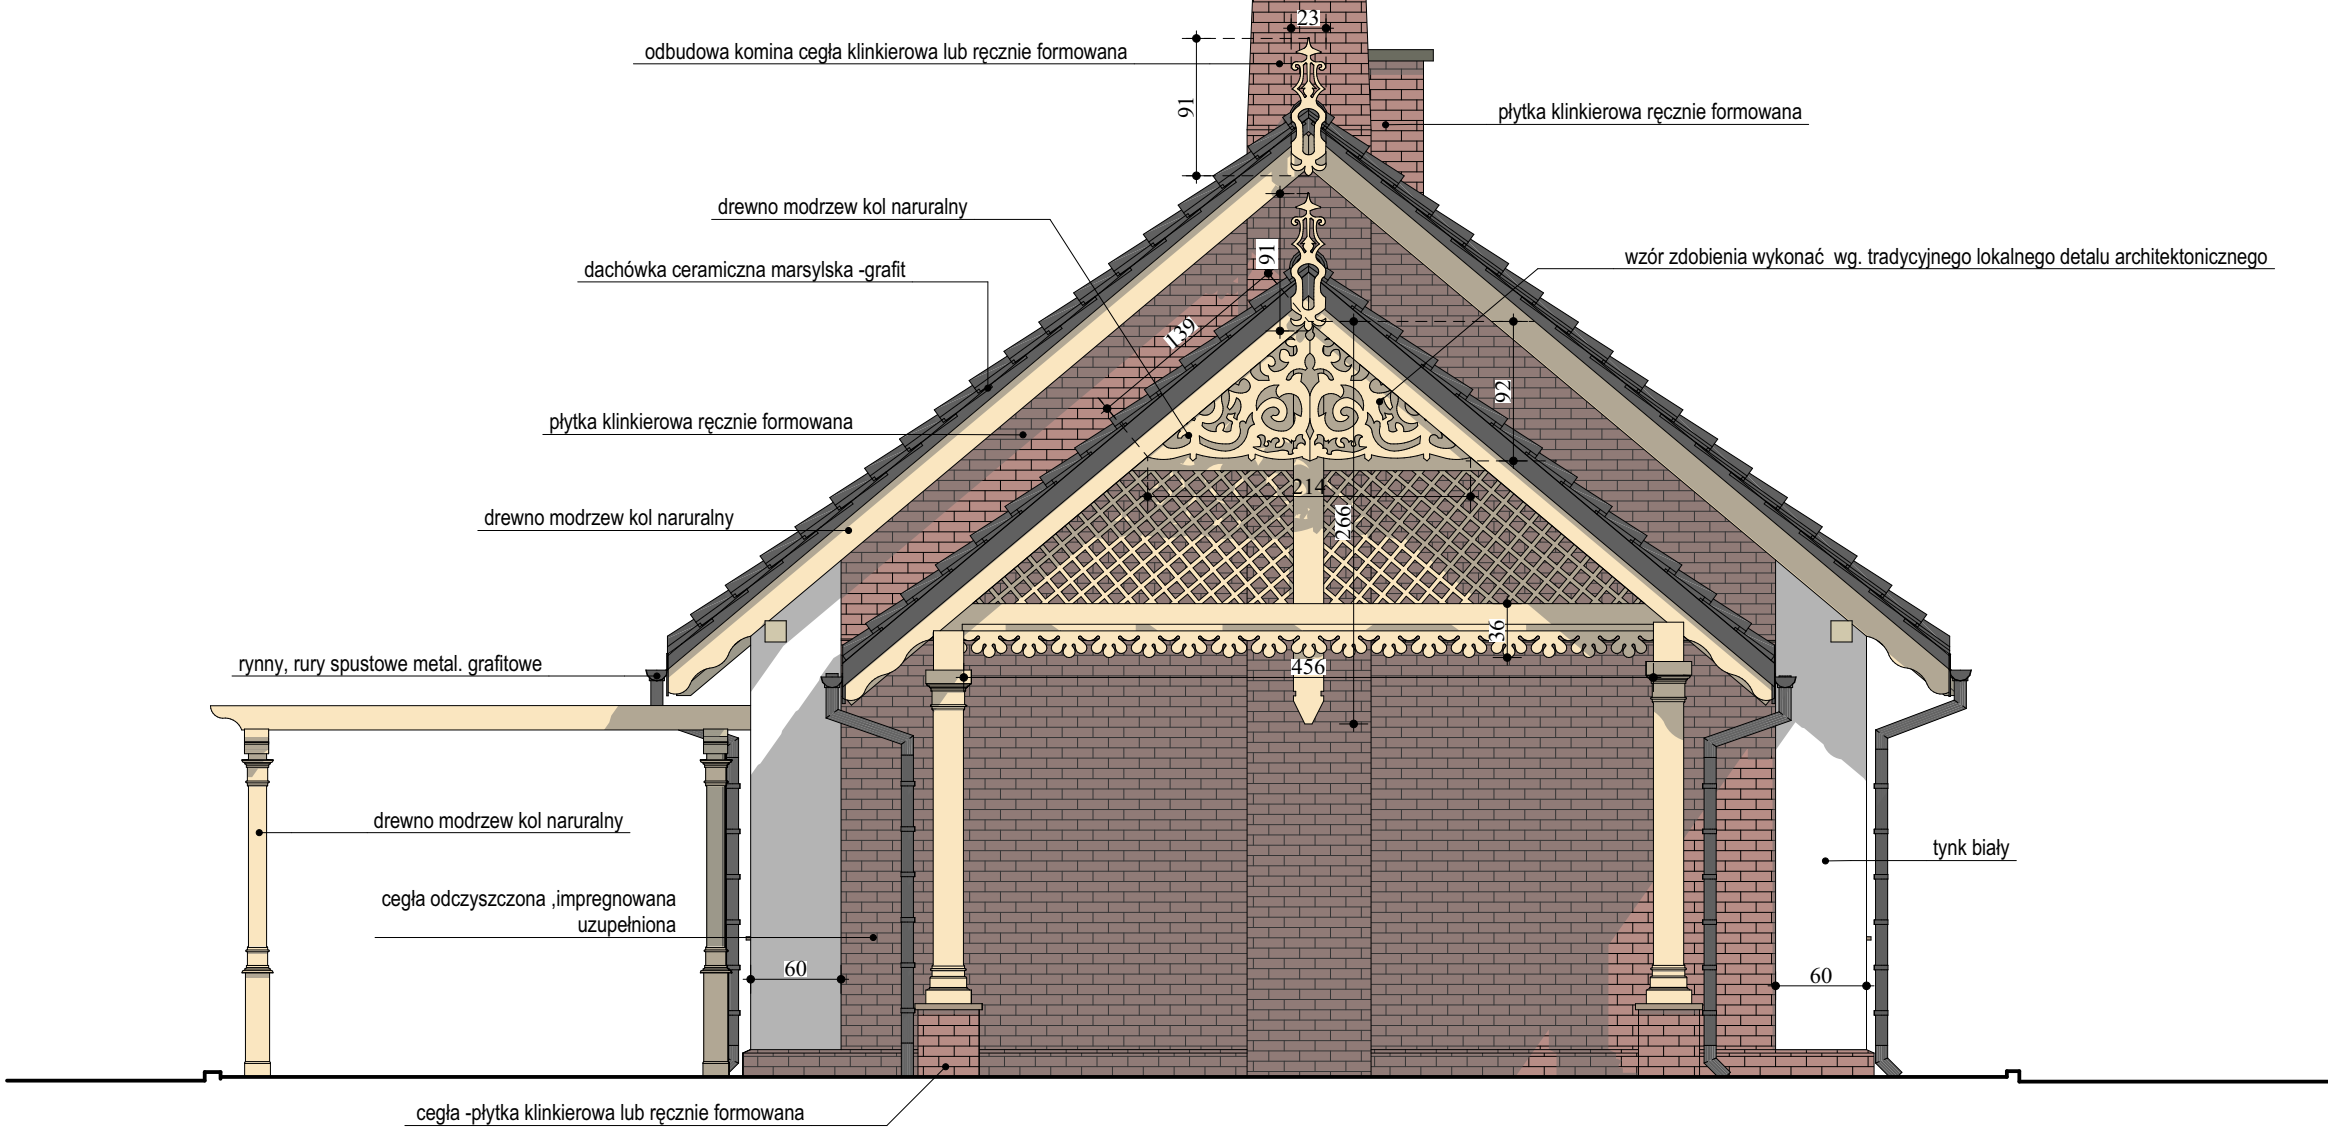 23
odbudowa komina cegła klinkierowa lub ręcznie formowana
91
płytka klinkierowa ręcznie formowana
drewno modrzew kol naruralny
91
wzór zdobienia wykonać  wg. tradycyjnego lokalnego detalu architektonicznego
dachówka ceramiczna marsylska -grafit
139
92
płytka klinkierowa ręcznie formowana
214
drewno modrzew kol naruralny
266
36
rynny, rury spustowe metal. grafitowe
456
drewno modrzew kol naruralny
tynk biały
cegła odczyszczona ,impregnowana
uzupełniona
60
60
cegła -płytka klinkierowa lub ręcznie formowana